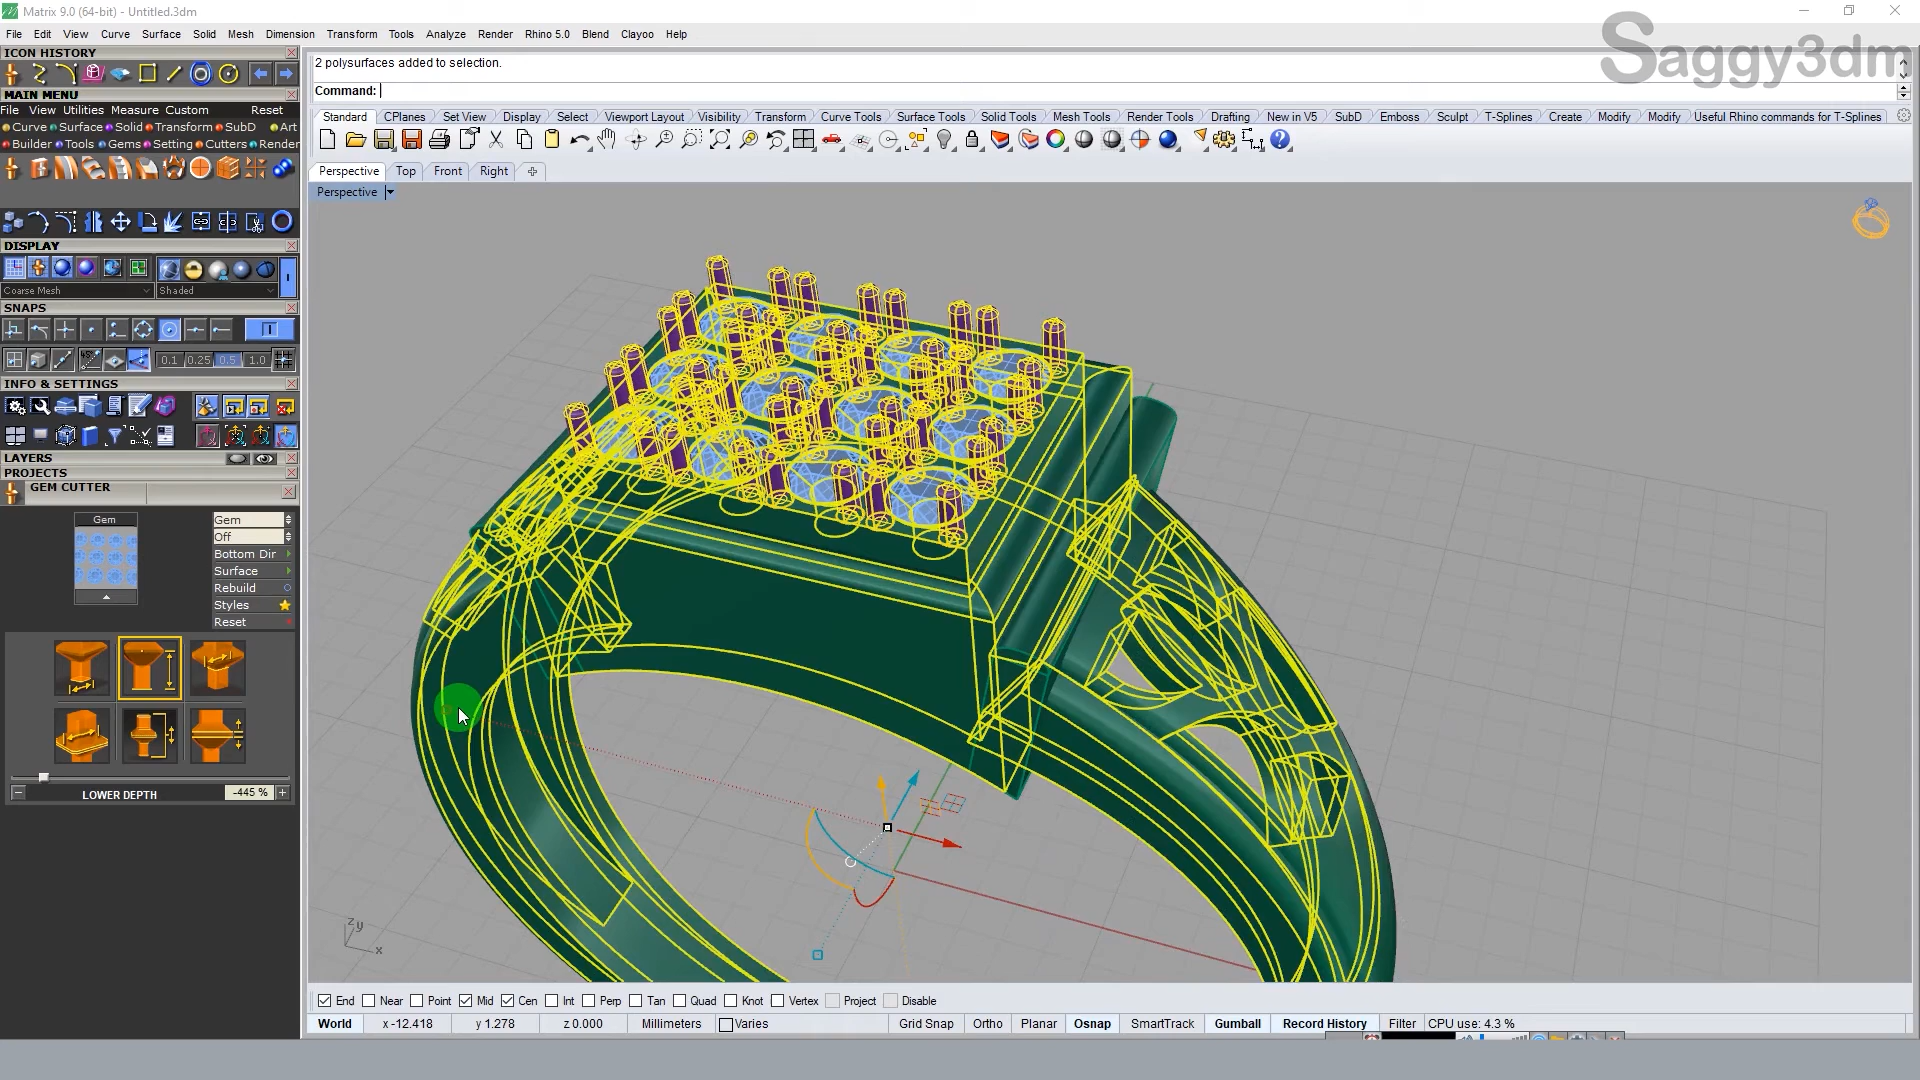 Matrix 9.0 (64-bit) - Untitled.3dm
Saggy3dm
File Edit View Curve Surface Solid Mesh Dimension Transform Tools Analyze Render Rhino 5.0 Blend Clayoo Help
ICON HISTORY
2 polysurfaces added to selection.
Command:
MAIN MENU
File View Utilities Measure Custom Reset
Curve Surface Solid Transform SubD Art
Builder Tools Gems Setting Cutters Render
Standard CPlanes Set View Display Select Viewport Layout Visibility Transform Curve Tools Surface Tools Solid Tools Mesh Tools Render Tools Drafting New in V5 SubD Emboss Sculpt T-Splines Create Modify Modify Useful Rhino commands for T-Splines
Perspective Top Front Right
Perspective
DISPLAY
Coarse Mesh Shaded
SNAPS
0.1 0.25 0.5 1.0
INFO & SETTINGS
LAYERS
PROJECTS
GEM CUTTER
Gem
Gem
Off
Bottom Dir
Surface
Rebuild
Styles
Reset
LOWER DEPTH -445 %
z y x
End Near Point Mid Cen Int Perp Tan Quad Knot Vertex Project Disable
World x -12.418 y 1.278 z 0.000 Millimeters Varies Grid Snap Ortho Planar Osnap SmartTrack Gumball Record History Filter CPU use: 4.3 %